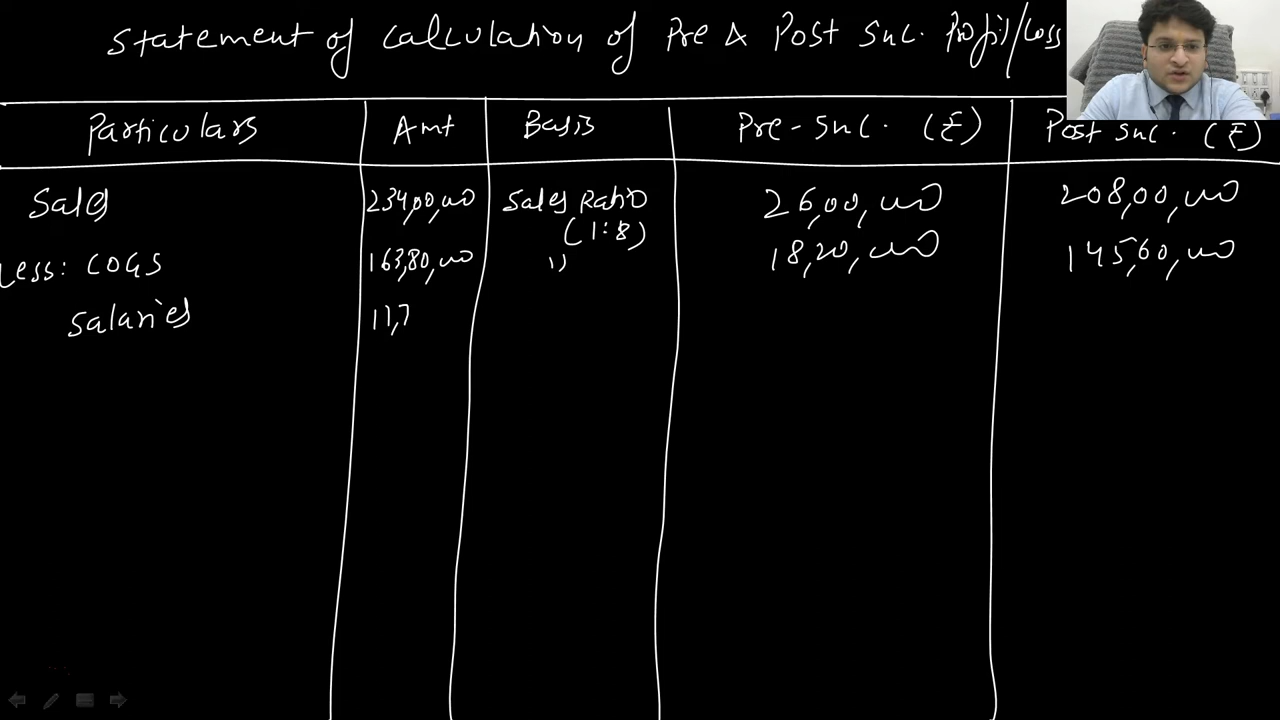 Statement of Calculation of Pre & Post Inc. Profit/Loss
Particulars Amt Basis Pre-Inc. (₹) Post Inc. (₹)
Sales 234,00,000 Sales Ratio 26,00,000 208,00,000
(1:8)
Less: COGS 163,80,000 11 18,20,000 145,60,000
Salaries 11,7